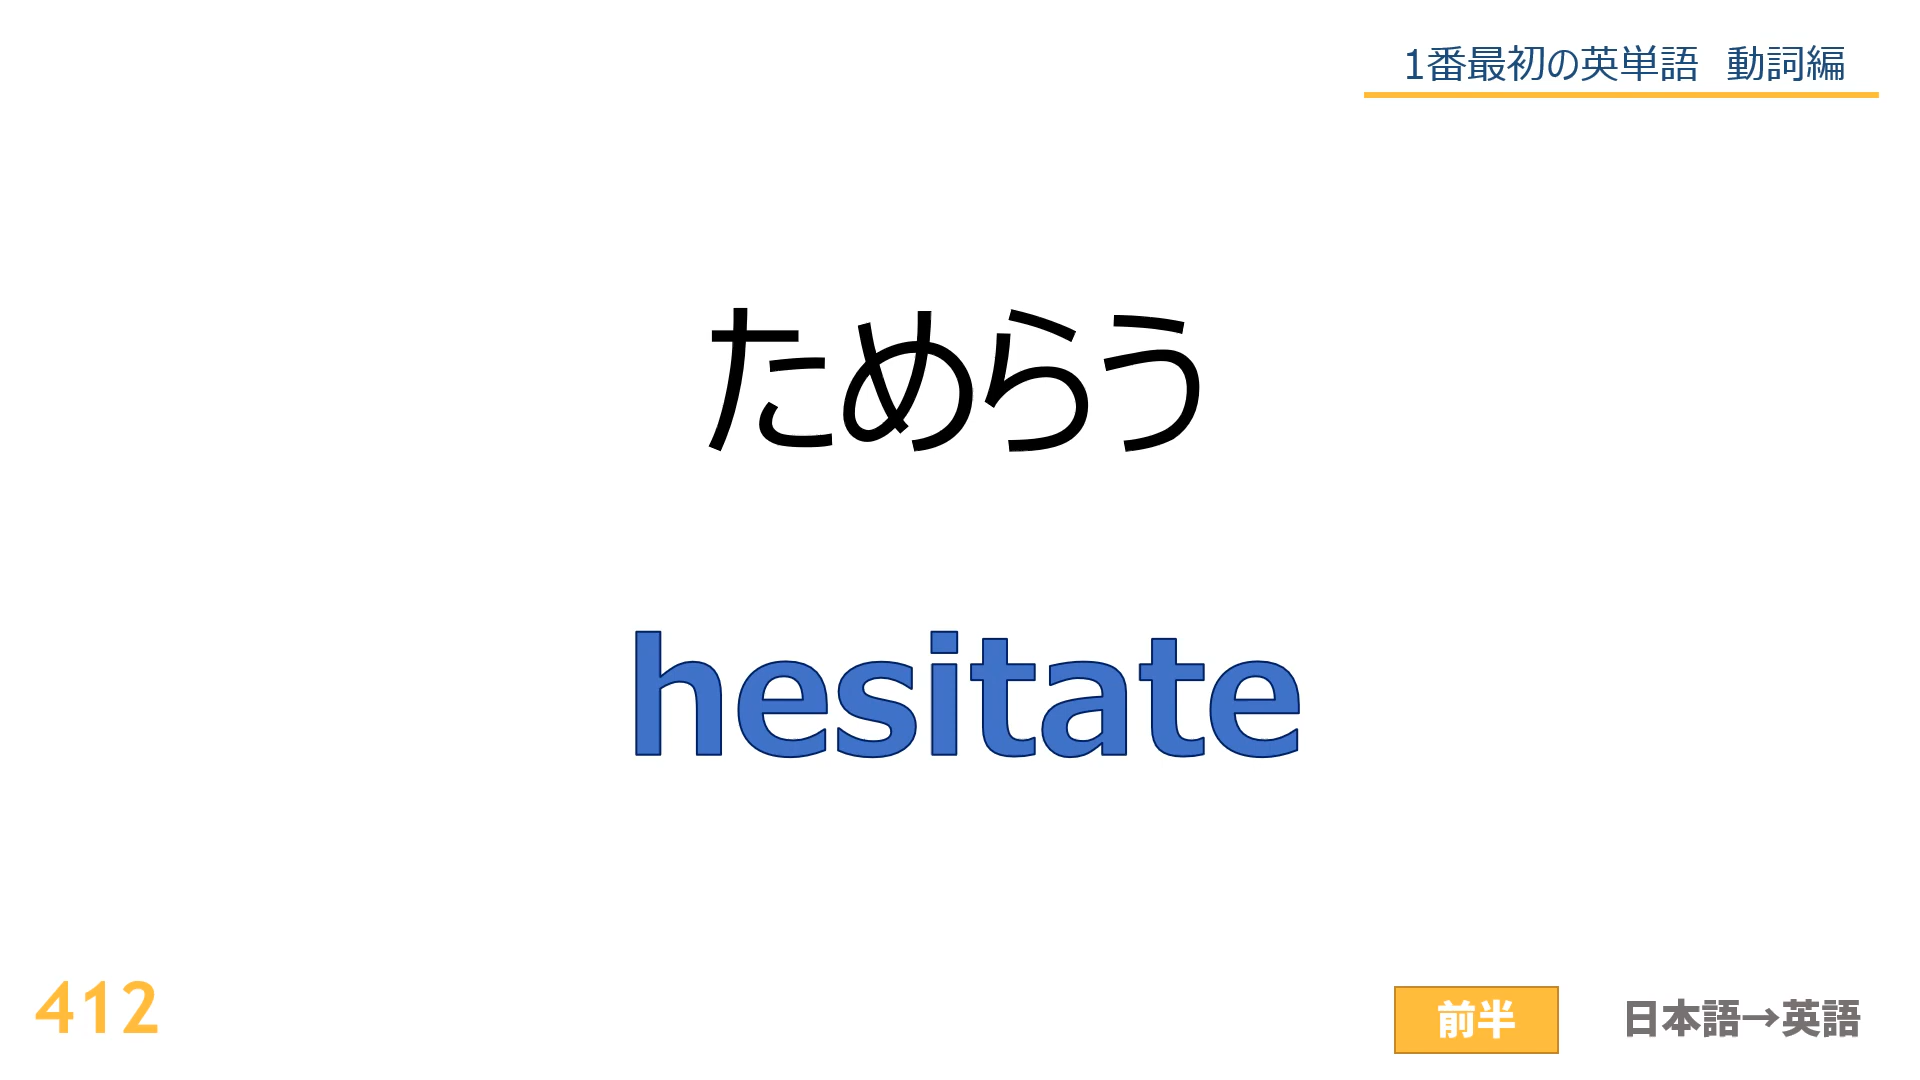 1番最初の英単語　動詞編
ためらう
hesitate
412
前半
日本語→英語